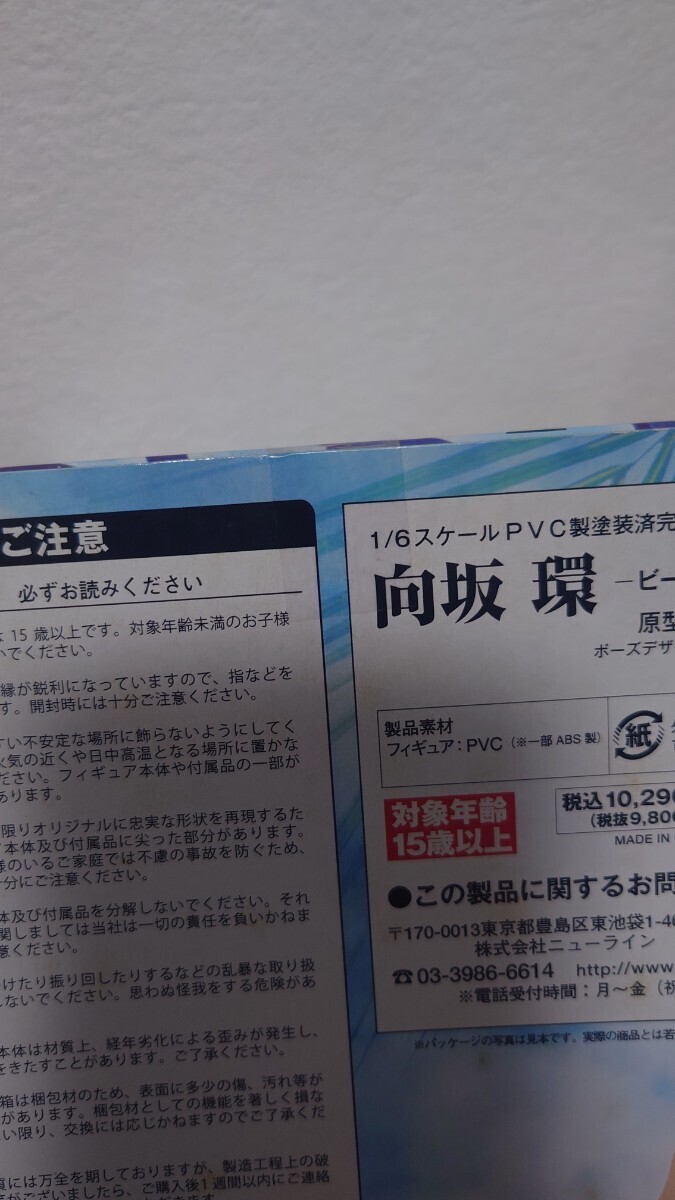 ご注意
必ずお読みください
は15歳以上です。対象年齢未満のお子様
いでください。
縁が鋭利になっていますので、指などを
す。開封時には十分ご注意ください。
すい不安定な場所に飾らないようにしてく
火気の近くや日中高温となる場所に置かな
ださい。フィギュア本体や付属品の一部が
あります。
限りオリジナルに忠実な形状を再現するた
本体及び付属品に尖った部分があります。
様のいるご家庭では不慮の事故を防ぐため、
十分にご注意ください。
体及び付属品を分解しないでください。それ
関しましては当社は一切の責任を負いかねま
意ください。
けたり振り回したりするなどの乱暴な取り扱
しないでください。思わぬ怪我をする危険があ
本体は材質上、経年劣化による歪みが発生し、
をきたすことがあります。ご了承ください。
箱は梱包材のため、表面に多少の傷、汚れ等が
があります。梱包材としての機能を著しく損な
い限り、交換には応じかねますのでご了承くだ
質には万全を期しておりますが、製造工程上の破
がございましたら、ご購入後1週間以内にご連絡
1/6スケールPVC製塗装済完
向坂 環 −ビー
原型
ポーズデザ
製品素材
フィギュア:PVC (※一部ABS製)
紙
対象年齢
15歳以上
税込10,290
(税抜9,800
MADE IN
●この製品に関するお問
〒170-0013東京都豊島区東池袋1-46
株式会社ニューライン
☎03-3986-6614 http://www.
※電話受付時間:月〜金(祝
※パッケージの写真は見本です。実際の商品とは若